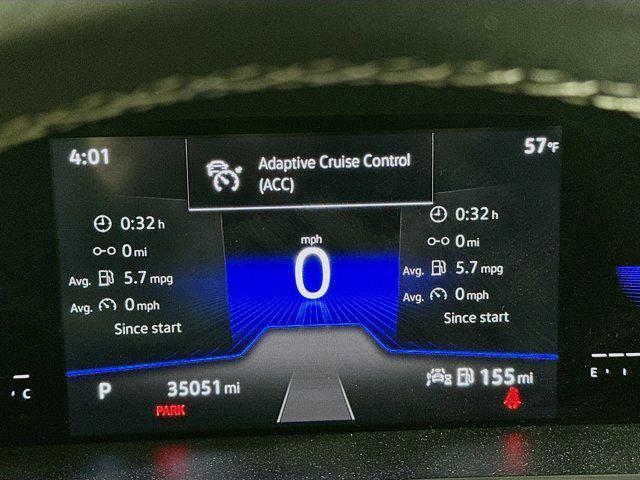 4:01
57°F
Adaptive Cruise Control
(ACC)
0:32 h
0 mi
Avg. 5.7 mpg
Avg. 0 mph
Since start
mph
0
0:32 h
0 mi
Avg. 5.7 mpg
Avg. 0 mph
Since start
P
35051 mi
155 mi
PARK
C
E